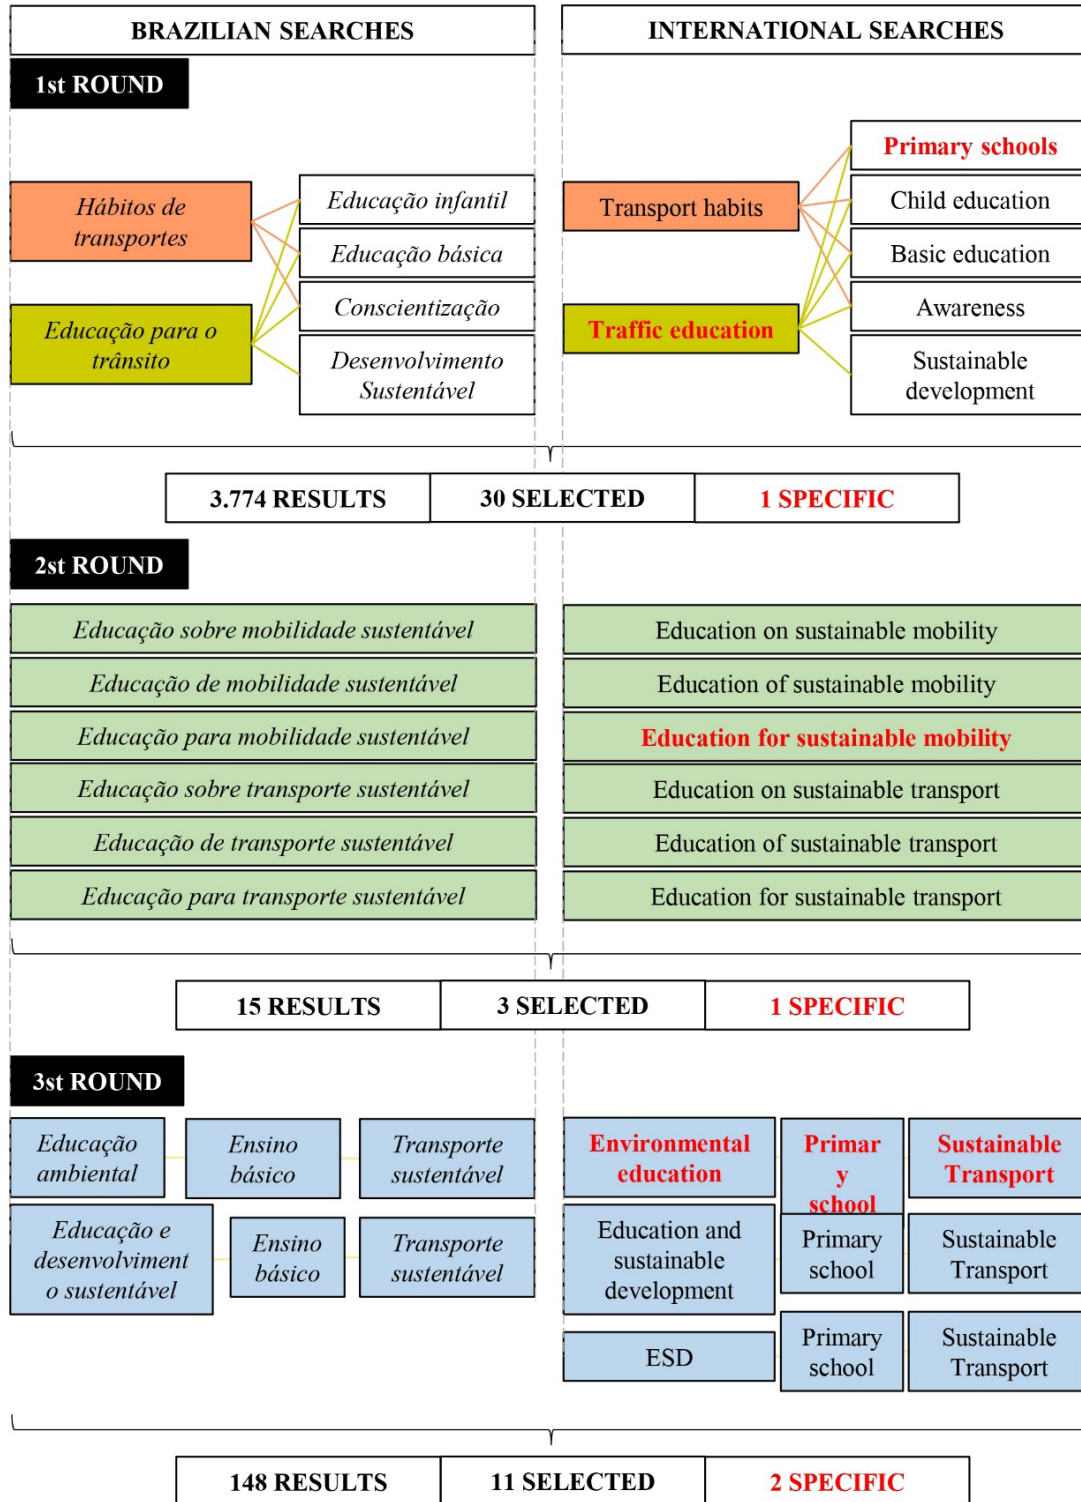 BRAZILIAN SEARCHES
INTERNATIONAL SEARCHES
1st ROUND
Hábitos de
transportes
Educação para o
trânsito
Educação infantil
Educação básica
Conscientização
Desenvolvimento
Sustentável
Transport habits
Traffic education
Primary schools
Child education
Basic education
Awareness
Sustainable
development
3.774 RESULTS
30 SELECTED
1 SPECIFIC
2st ROUND
Educação sobre mobilidade sustentável
Educação de mobilidade sustentável
Educação para mobilidade sustentável
Educação sobre transporte sustentável
Educação de transporte sustentável
Educação para transporte sustentável
Education on sustainable mobility
Education of sustainable mobility
Education for sustainable mobility
Education on sustainable transport
Education of sustainable transport
Education for sustainable transport
15 RESULTS
3 SELECTED
1 SPECIFIC
3st ROUND
Educação
ambiental
Ensino
básico
Transporte
sustentável
Educação e
desenvolviment
o sustentável
Ensino
básico
Transporte
sustentável
Environmental
education
Primar
y
school
Sustainable
Transport
Education and
sustainable
development
Primary
school
Sustainable
Transport
ESD
Primary
school
Sustainable
Transport
148 RESULTS
11 SELECTED
2 SPECIFIC